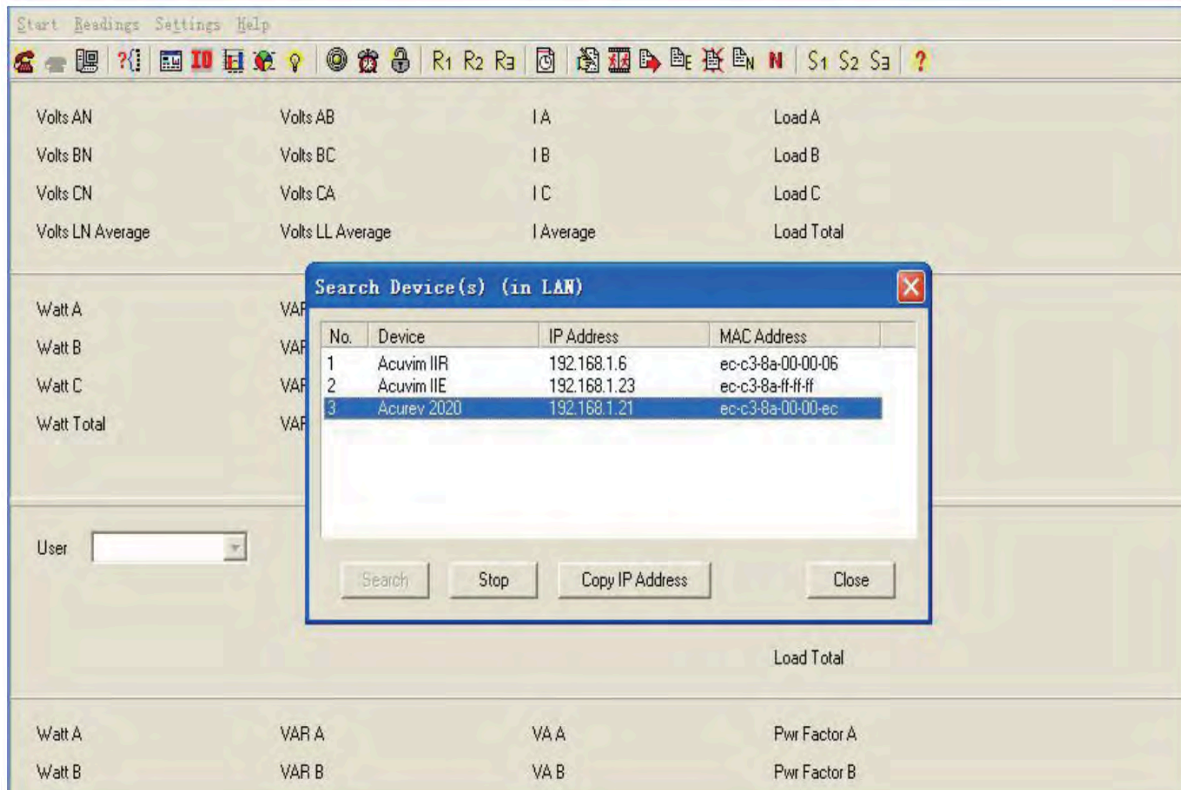 Start Readings Settings Help
?{ IO R1 R2 R3 E N N S1 S2 S3 ?
Volts AN Volts AB I A Load A
Volts BN Volts BC I B Load B
Volts CN Volts CA I C Load C
Volts LN Average Volts LL Average I Average Load Total
Search Device(s) (in LAN)
No. Device IP Address MAC Address
1 Acuvim IIR 192.168.1.6 ec-c3-8a-00-00-06
2 Acuvim IIE 192.168.1.23 ec-c3-8a-ff-ff-ff
3 Acurev 2020 192.168.1.21 ec-c3-8a-00-00-ec
Search Stop Copy IP Address Close
Watt A VAR
Watt B VAR
Watt C VAR
Watt Total VAR
User
Load Total
Watt A VAR A VA A Pwr Factor A
Watt B VAR B VA B Pwr Factor B